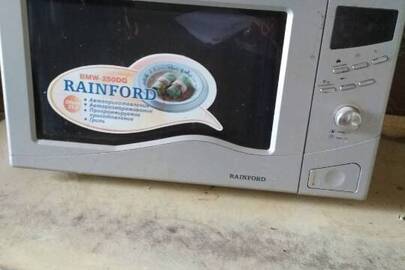 BMW-250DG
RAINFORD
Автоприготовление
Авторазмораживание
Программируемое
приготовление
Гриль
RAINFORD